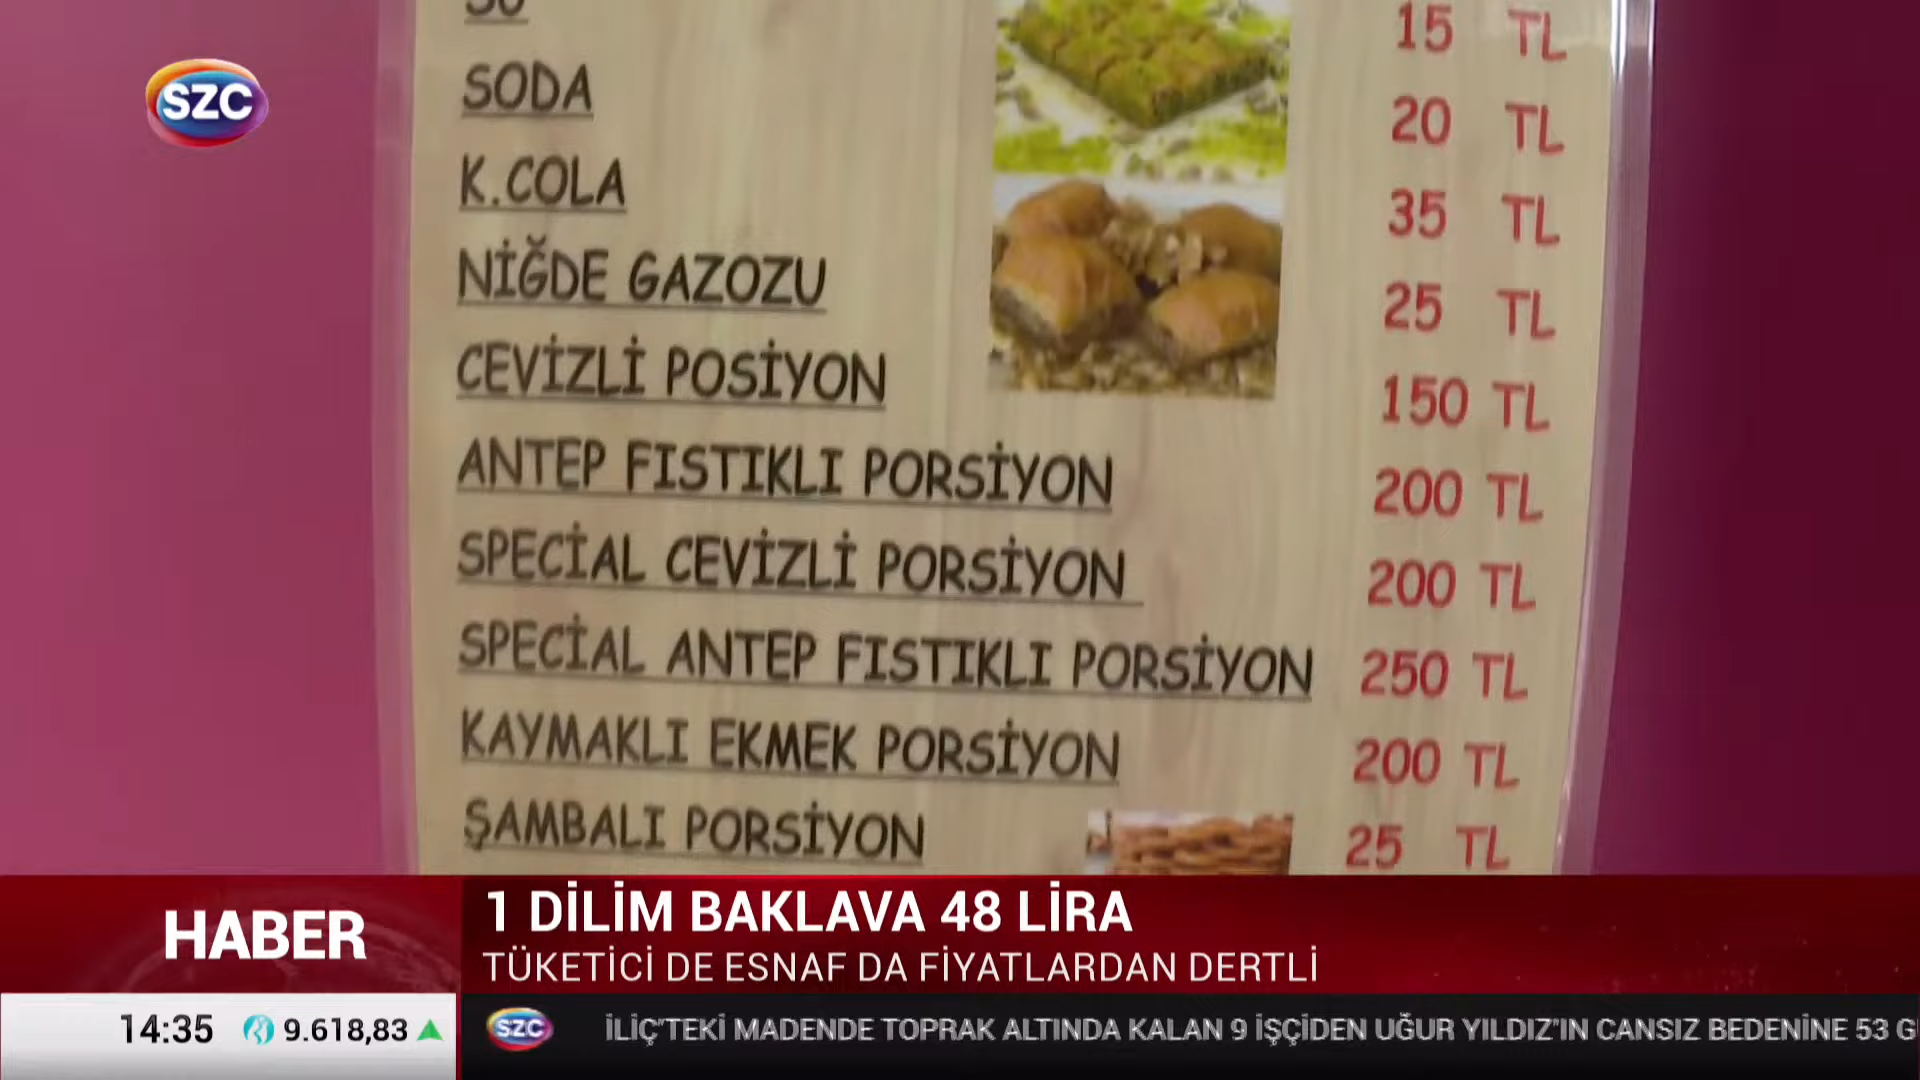 SU 15 TL
SZC
SODA 20 TL
K.COLA 35 TL
NİĞDE GAZOZU 25 TL
CEVİZLİ POSİYON 150 TL
ANTEP FISTIKLI PORSİYON 200 TL
SPECİAL CEVİZLİ PORSİYON 200 TL
SPECİAL ANTEP FISTIKLI PORSİYON 250 TL
KAYMAKLI EKMEK PORSİYON 200 TL
ŞAMBALI PORSİYON 25 TL
HABER
1 DİLİM BAKLAVA 48 LİRA
TÜKETİCİ DE ESNAF DA FİYATLARDAN DERTLİ
14:35 9.618,83
SZC İLİÇ'TEKİ MADENDE TOPRAK ALTINDA KALAN 9 İŞÇİDEN UĞUR YILDIZ'IN CANSIZ BEDENİNE 53 G